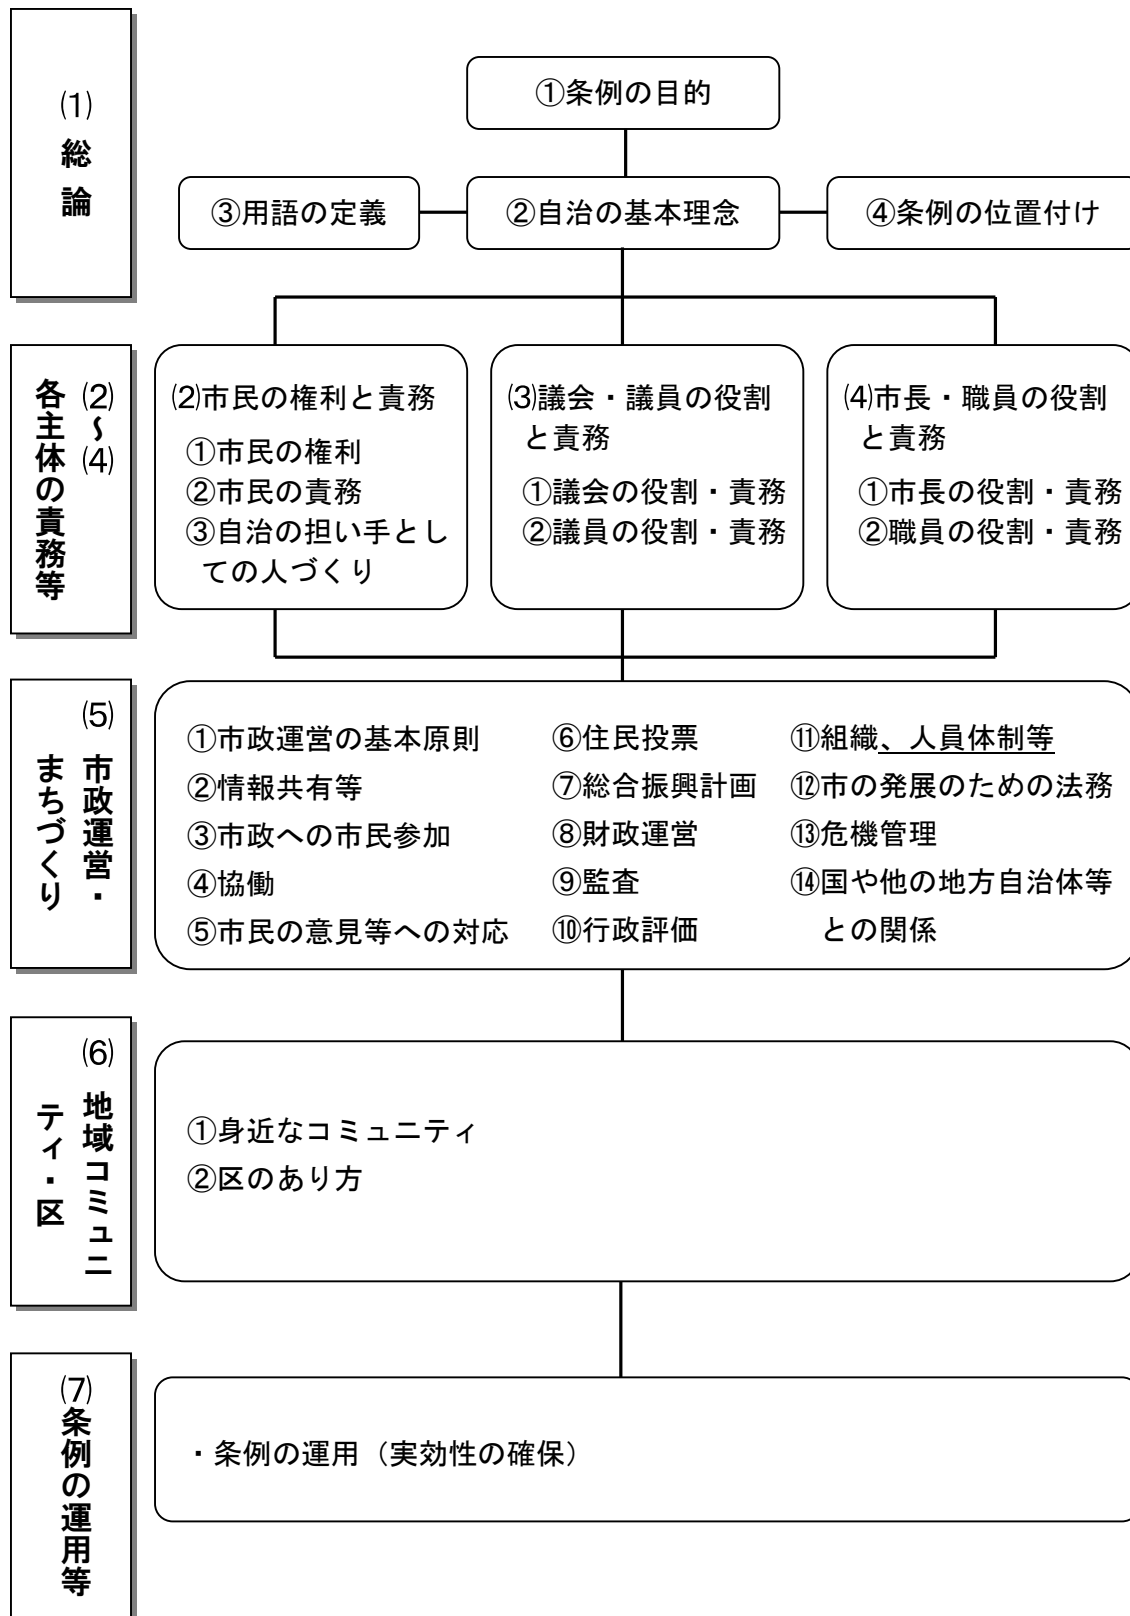 ⑴総論
①条例の目的
③用語の定義
②自治の基本理念
④条例の位置付け
⑵~⑷
各主体の責務等
⑵市民の権利と責務
①市民の権利
②市民の責務
③自治の担い手とし
ての人づくり
⑶議会・議員の役割
と責務
①議会の役割・責務
②議員の役割・責務
⑷市長・職員の役割
と責務
①市長の役割・責務
②職員の役割・責務
⑸市政運営・
まちづくり
①市政運営の基本原則
②情報共有等
③市政への市民参加
④協働
⑤市民の意見等への対応
⑥住民投票
⑦総合振興計画
⑧財政運営
⑨監査
⑩行政評価
⑪組織、人員体制等
⑫市の発展のための法務
⑬危機管理
⑭国や他の地方自治体等
との関係
⑹地域コミュニ
ティ・区
①身近なコミュニティ
②区のあり方
⑺条例の運用等
・条例の運用（実効性の確保）